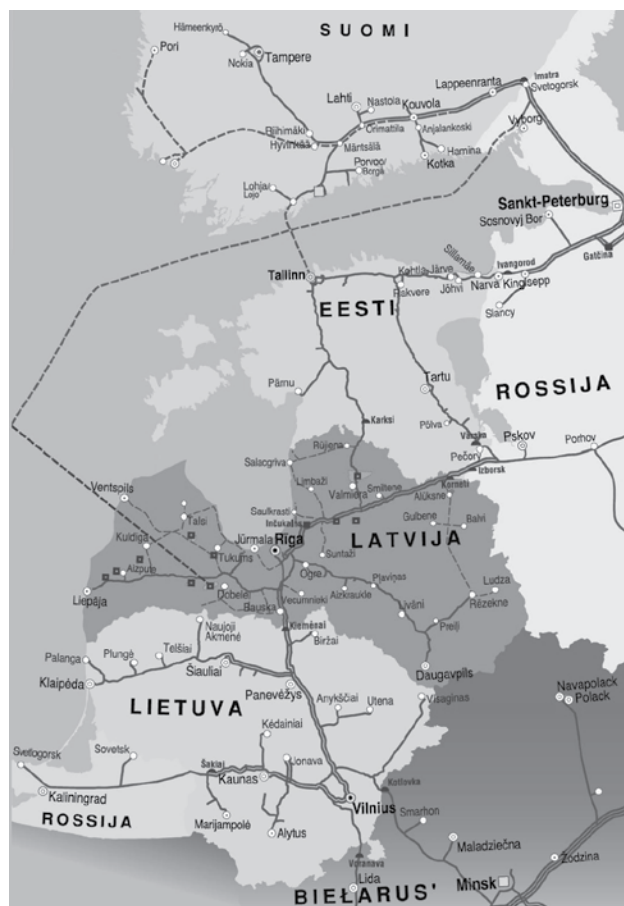 SUOMI
Hämeenkyrö
Pori
Nokia
Tampere
Lahti
Nastola
Kouvola
Lappeenranta
Imatra
Svetogorsk
Riihimäki
Hyvinkää
Orimattila
Anjalankoski
Mäntsälä
Hamina
Kotka
Vyborg
Porvoo
Borgå
Lohja
Lojo
Sankt-Peterburg
Sosnovyj Bor
Gatčina
Tallinn
Kohtla-Järve
Sillamäe
Ivangorod
Rakvere
Jõhvi
Narva
Kingisepp
Slancy
EESTI
ROSSIJA
Pärnu
Tartu
Karksi
Põlva
Värska
Pskov
Porhov
Pečory
Izborsk
Rūjiena
Salacgrīva
Limbaži
Valmiera
Smiltene
Korneti
Alūksne
Ventspils
Talsi
Saulkrasti
Inčukalns
Gulbene
Balvi
Kuldīga
Jūrmala
Rīga
LATVIJA
Tukums
Suntaži
Aizpute
Ogre
Pļaviņas
Ludza
Liepāja
Dobele
Vecumnieki
Aizkraukle
Rēzekne
Bauska
Līvāni
Preiļi
Naujoji
Akmenė
Kiemėnai
Biržai
Palanga
Plungė
Telšiai
Daugavpils
Klaipėda
Šiauliai
Panevėžys
Anykščiai
Utena
Visaginas
Navapolack
Polack
LIETUVA
Kėdainiai
Svetlogorsk
Sovetsk
Šakiai
Jonava
Kaunas
Kotlovka
Kaliningrad
Vilnius
Smarhon
ROSSIJA
Marijampolė
Alytus
Maladziečna
Žodzina
Voranava
Lida
Minsk
BIEŁARUS'